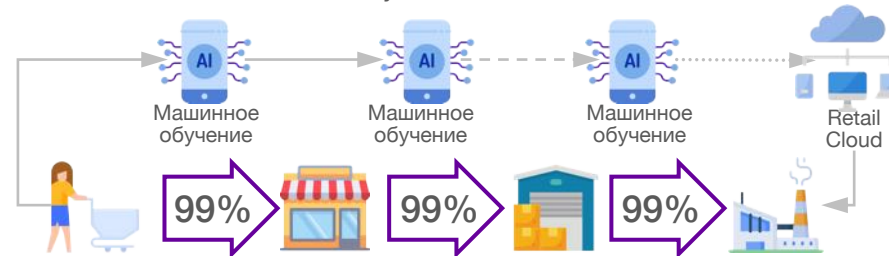 AI
AI
AI
Машинное
обучение
Машинное
обучение
Машинное
обучение
Retail
Cloud
99%
99%
99%